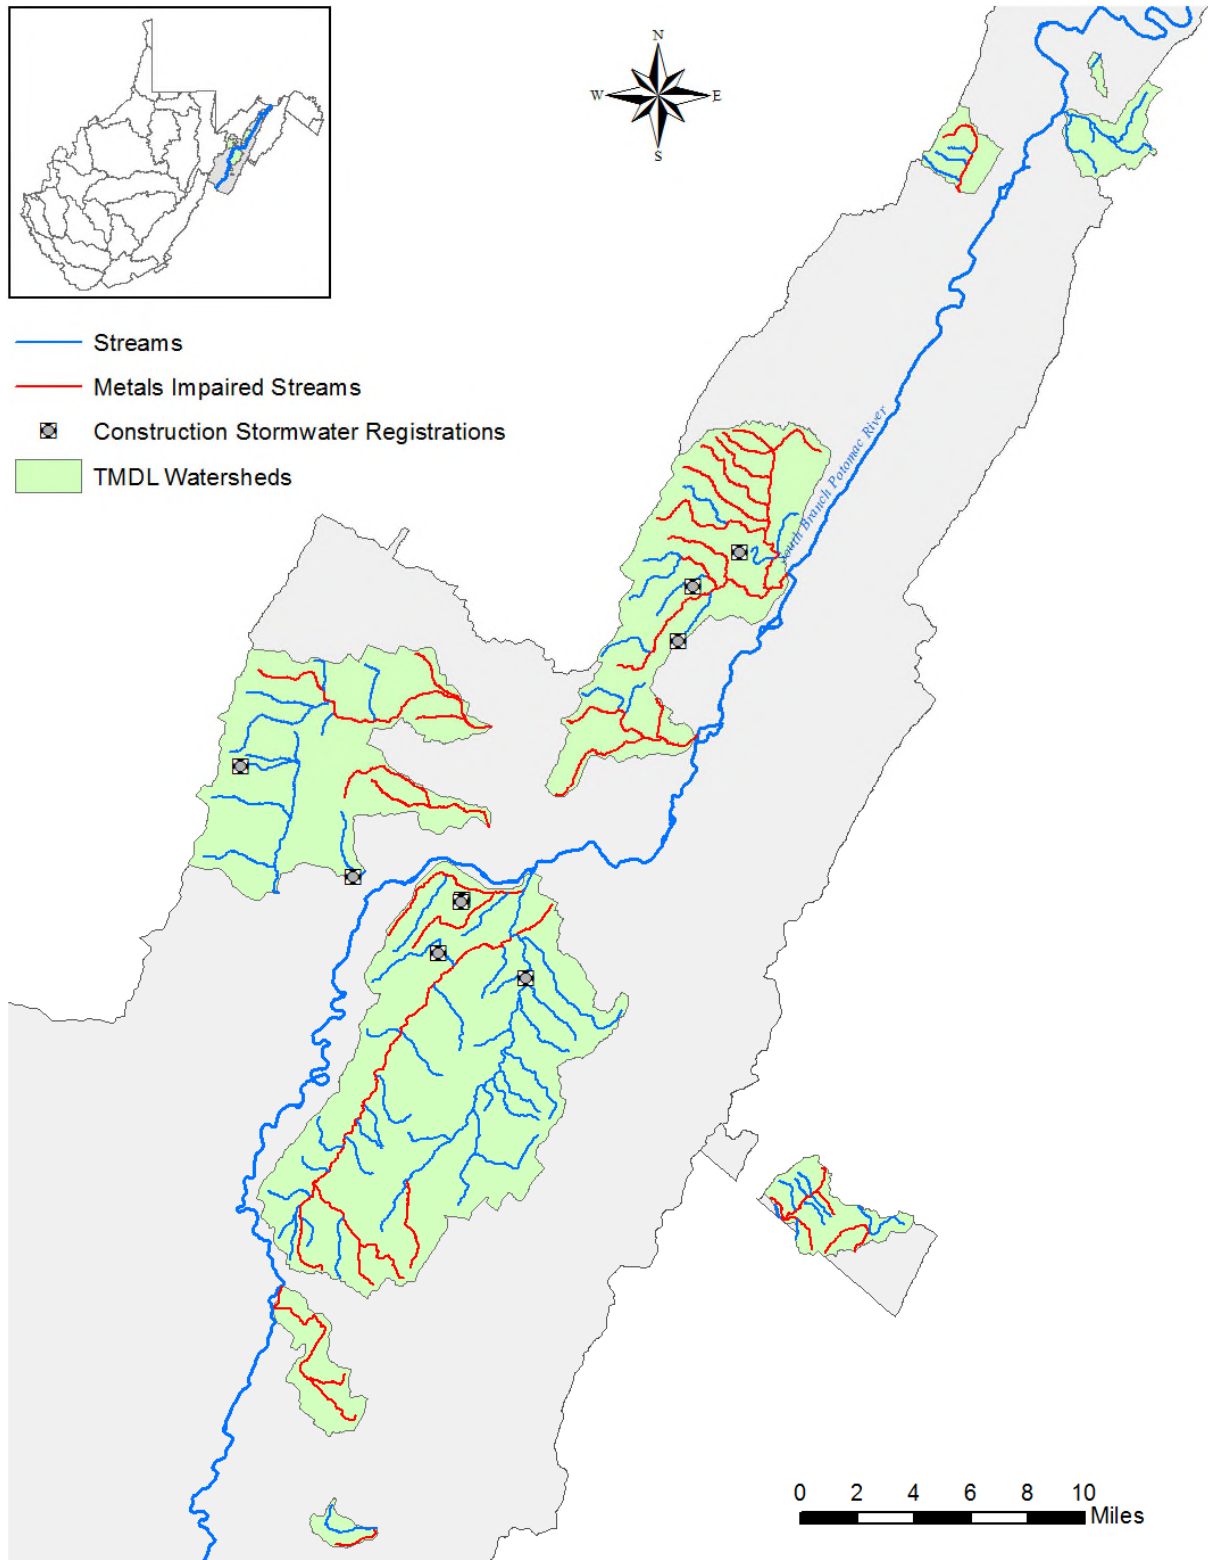 N
W E
S
Streams
Metals Impaired Streams
Construction Stormwater Registrations
TMDL Watersheds
South Branch Potomac River
0 2 4 6 8 10
Miles